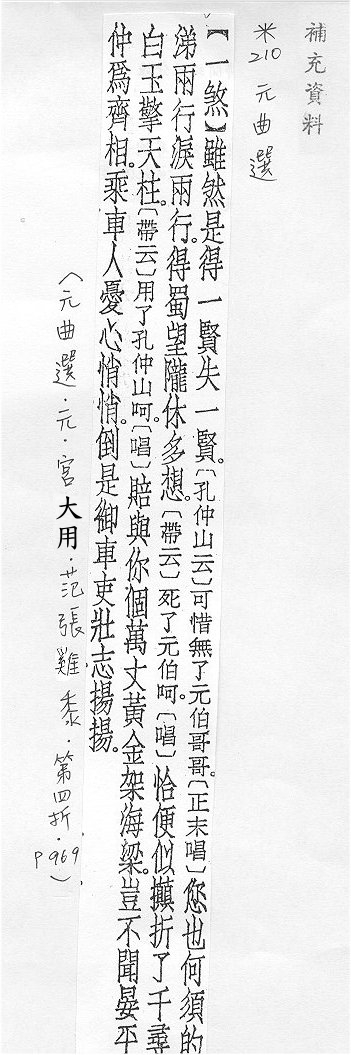 補充資料
米210 元曲選
【一煞】雖然是得一賢失一賢。〔孔仲山云〕可惜無了元伯哥哥。〔正末唱〕您也何須的
涕兩行淚兩行。得蜀望隴休多想。〔帶云〕死了元伯呵。〔唱〕恰便似攧折了千尋
白玉擎天柱。〔帶云〕用了孔仲山呵。〔唱〕賠與你個萬丈黃金架海梁。豈不聞晏平
仲為齊相。乘車人憂心悄悄。倒是御車吏壯志揚揚。
(元曲選·元·宮大用·范張雞黍·第四折·P969)